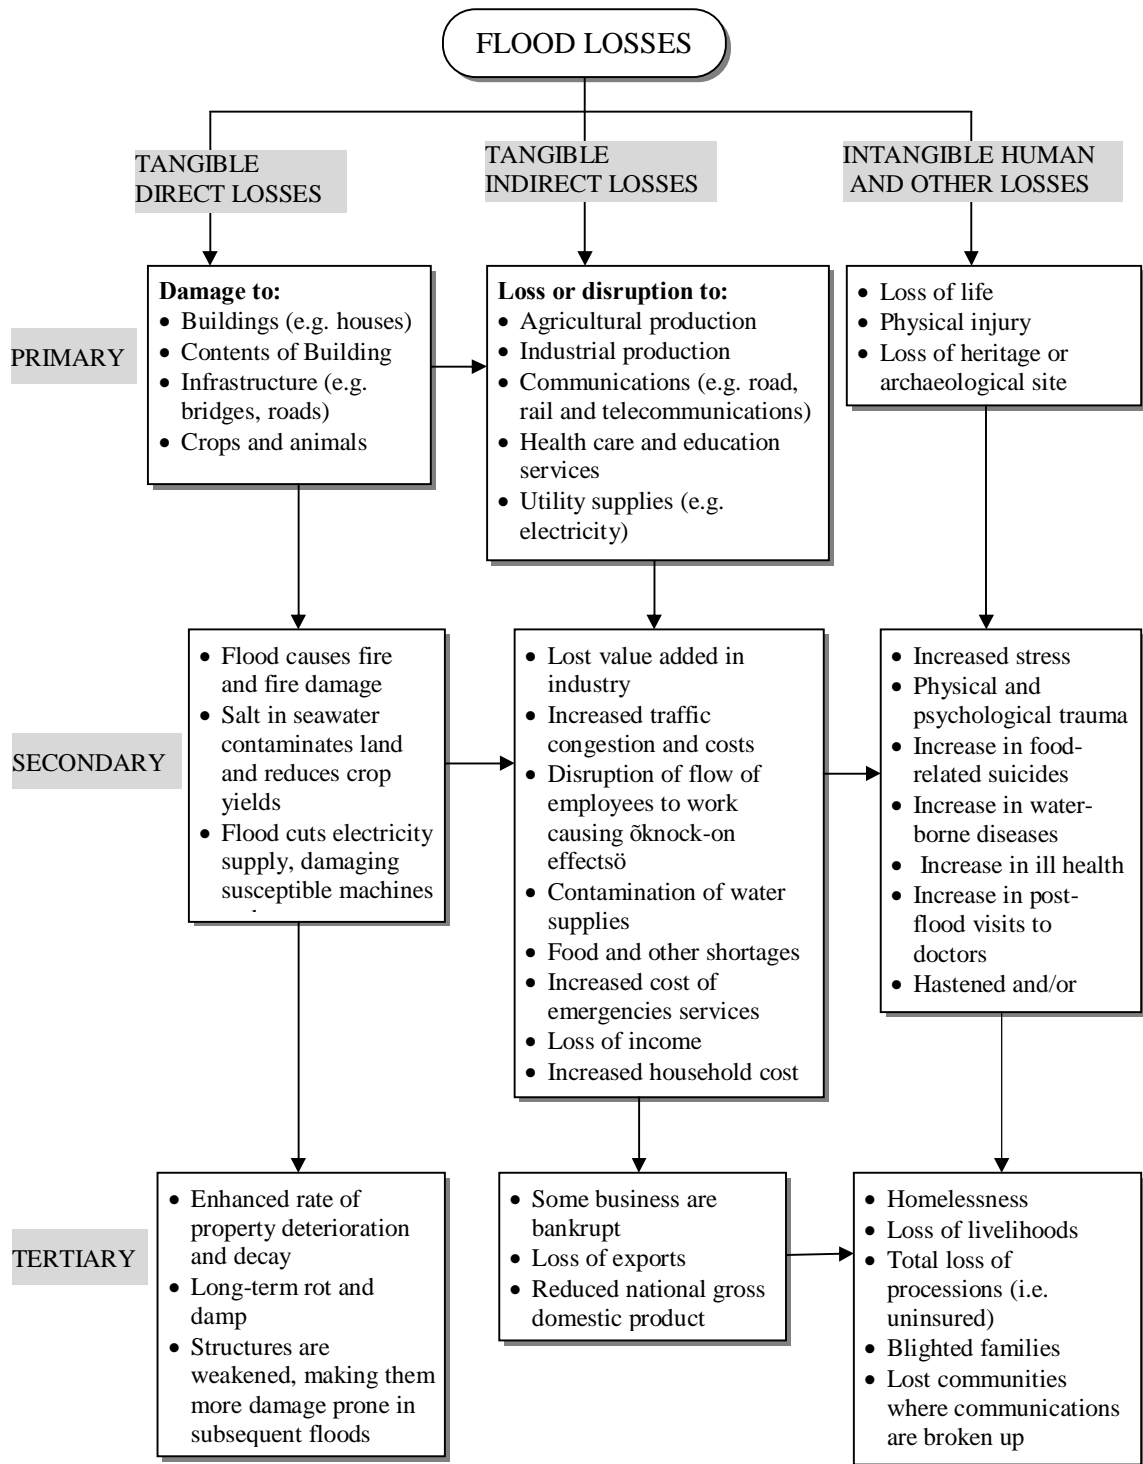 FLOOD LOSSES
TANGIBLE
DIRECT LOSSES
TANGIBLE
INDIRECT LOSSES
INTANGIBLE HUMAN
AND OTHER LOSSES
PRIMARY
Damage to:
• Buildings (e.g. houses)
• Contents of Building
• Infrastructure (e.g.
bridges, roads)
• Crops and animals
Loss or disruption to:
• Agricultural production
• Industrial production
• Communications (e.g. road,
rail and telecommunications)
• Health care and education
services
• Utility supplies (e.g.
electricity)
• Loss of life
• Physical injury
• Loss of heritage or
archaeological site
SECONDARY
• Flood causes fire
and fire damage
• Salt in seawater
contaminates land
and reduces crop
yields
• Flood cuts electricity
supply, damaging
susceptible machines
• Lost value added in
industry
• Increased traffic
congestion and costs
• Disruption of flow of
employees to work
causing õknock-on
effectsö
• Contamination of water
supplies
• Food and other shortages
• Increased cost of
emergencies services
• Loss of income
• Increased household cost
• Increased stress
• Physical and
psychological trauma
• Increase in food-
related suicides
• Increase in water-
borne diseases
• Increase in ill health
• Increase in post-
flood visits to
doctors
• Hastened and/or
TERTIARY
• Enhanced rate of
property deterioration
and decay
• Long-term rot and
damp
• Structures are
weakened, making them
more damage prone in
subsequent floods
• Some business are
bankrupt
• Loss of exports
• Reduced national gross
domestic product
• Homelessness
• Loss of livelihoods
• Total loss of
processions (i.e.
uninsured)
• Blighted families
• Lost communities
where communications
are broken up